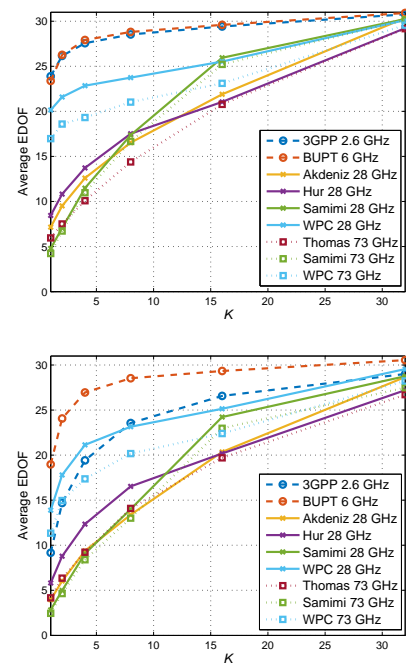 30
25
20
15
10
5
0
Average EDOF
5
10
15
20
25
30
K
3GPP 2.6 GHz
BUPT 6 GHz
Akdeniz 28 GHz
Hur 28 GHz
Samimi 28 GHz
WPC 28 GHz
Thomas 73 GHz
Samimi 73 GHz
WPC 73 GHz
30
25
20
15
10
5
0
Average EDOF
5
10
15
20
25
30
K
3GPP 2.6 GHz
BUPT 6 GHz
Akdeniz 28 GHz
Hur 28 GHz
Samimi 28 GHz
WPC 28 GHz
Thomas 73 GHz
Samimi 73 GHz
WPC 73 GHz